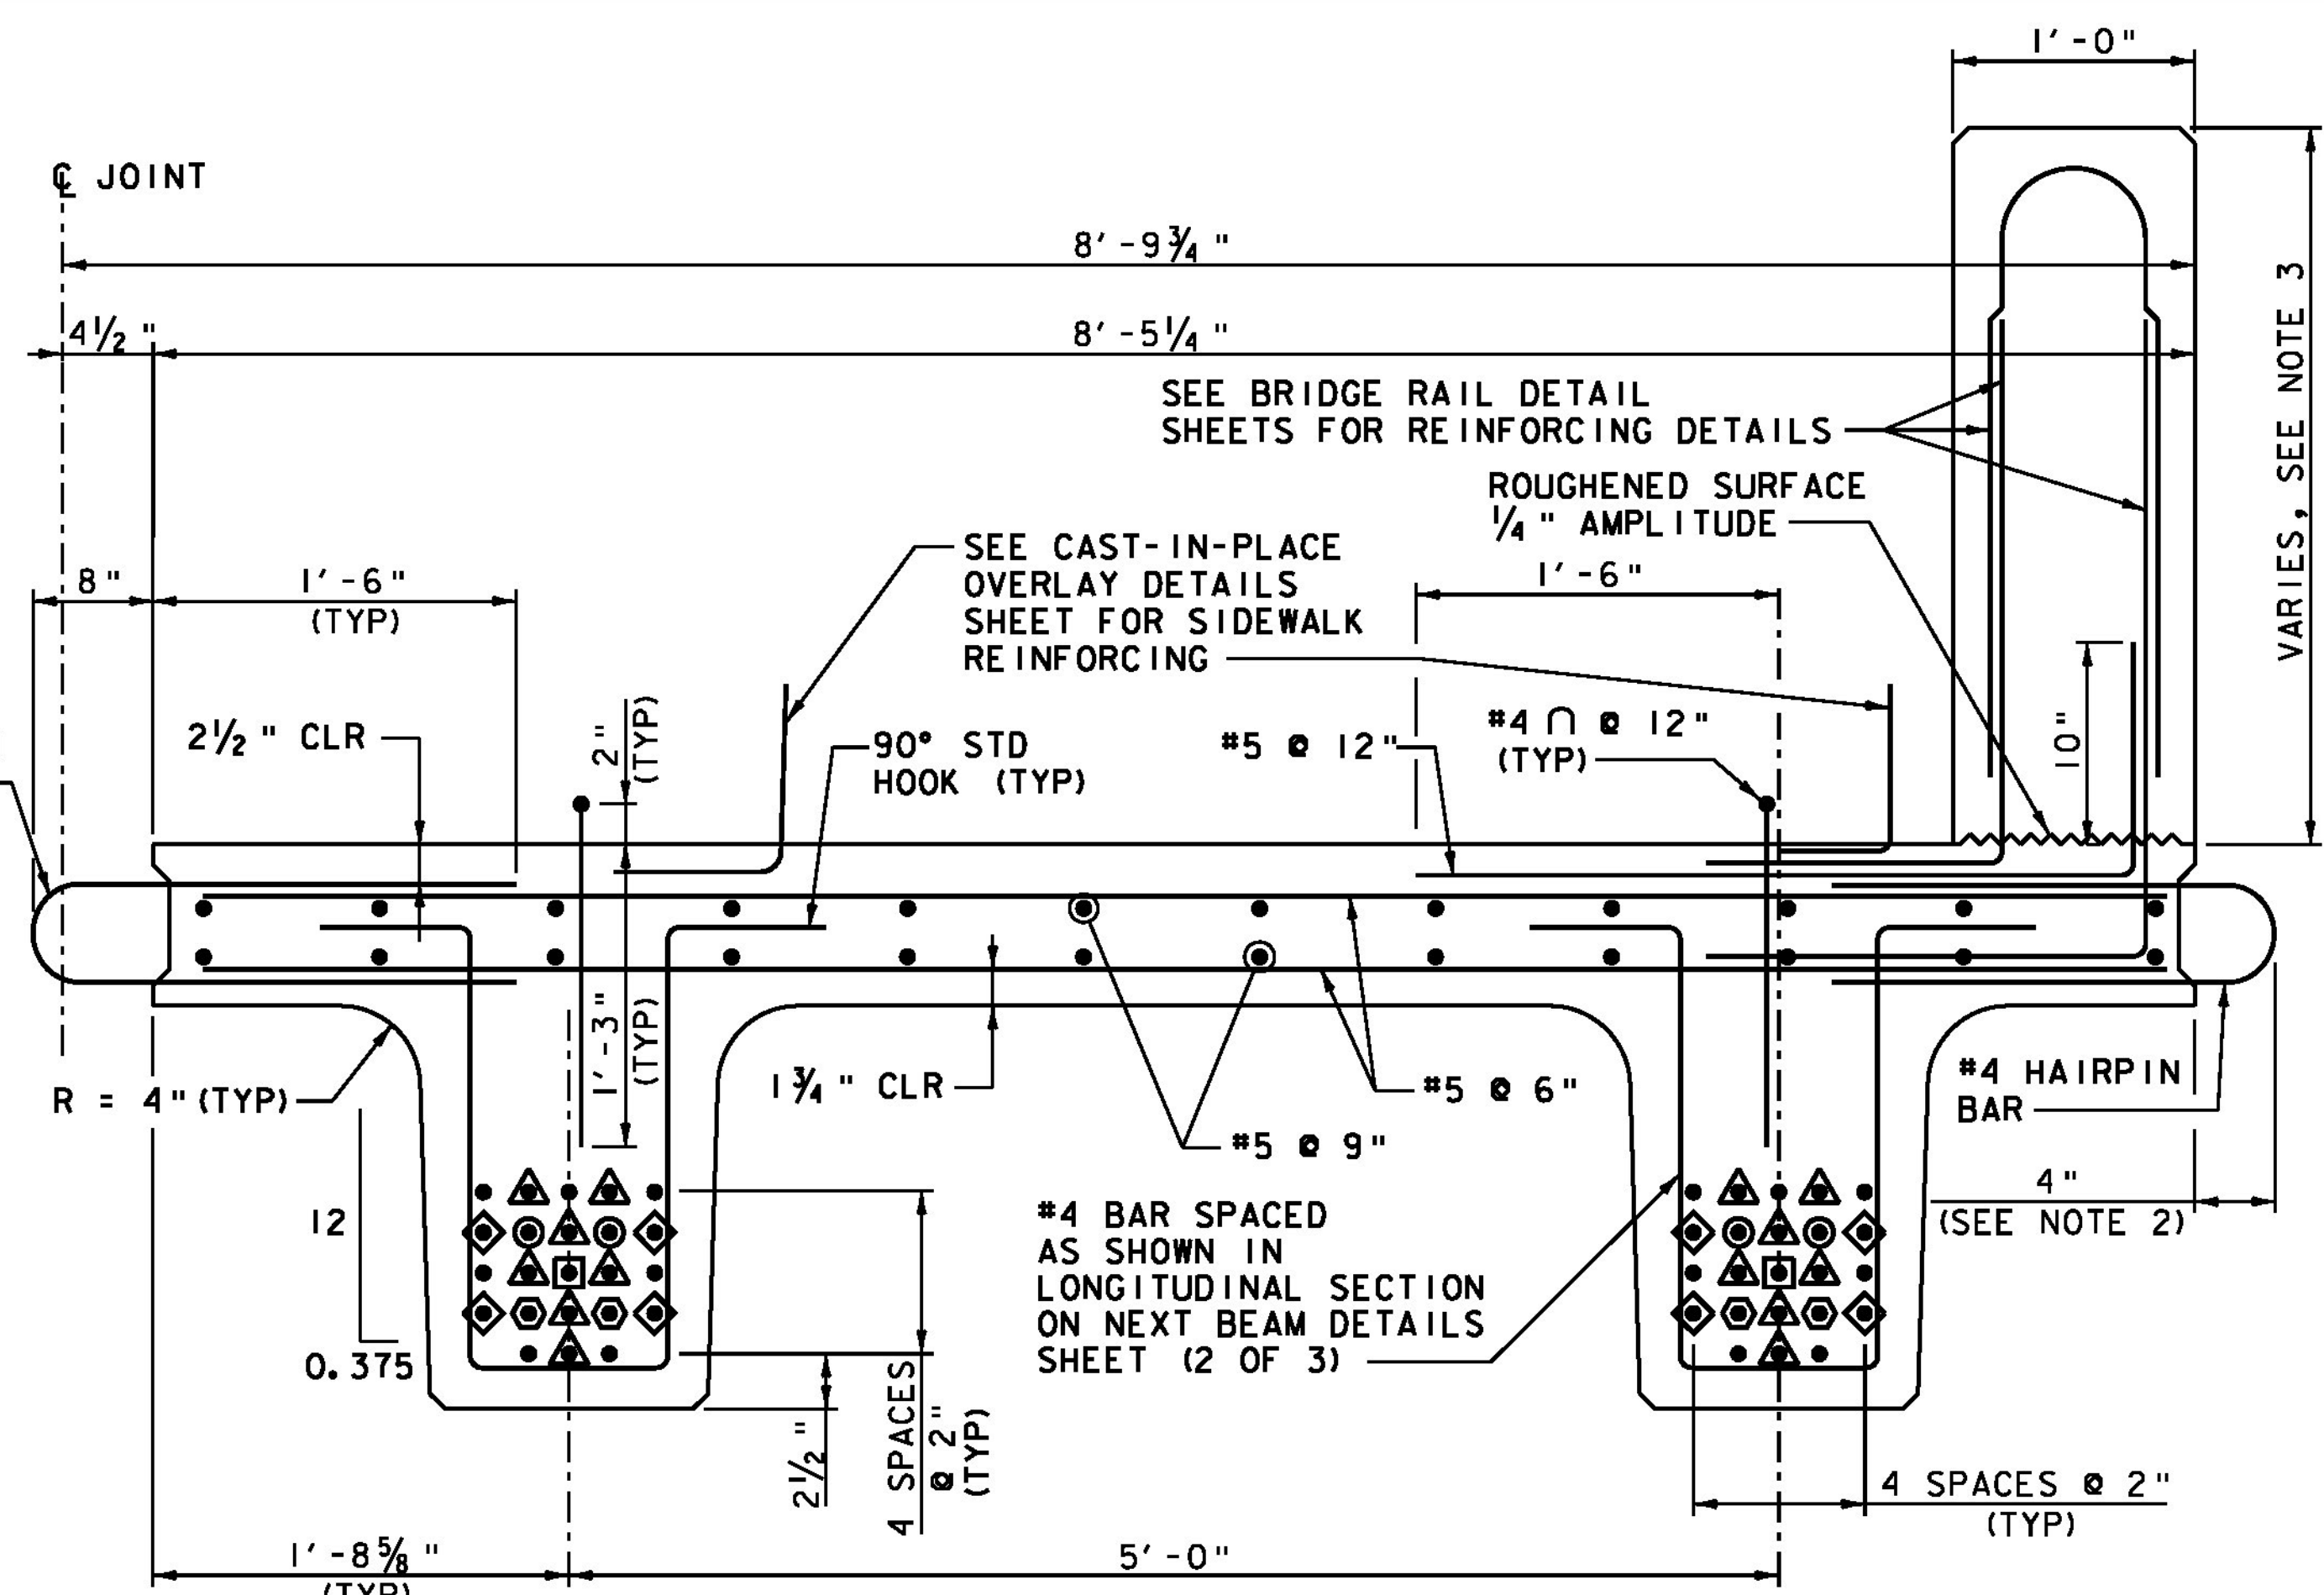 1'-0"
℄ JOINT
8'-9¾"
4½"
8'-5¼"
VARIES, SEE NOTE 3
SEE BRIDGE RAIL DETAIL
SHEETS FOR REINFORCING DETAILS
ROUGHENED SURFACE
¼" AMPLITUDE
SEE CAST-IN-PLACE
OVERLAY DETAILS
SHEET FOR SIDEWALK
REINFORCING
8"
1'-6"
(TYP)
1'-6"
2½" CLR
2"
(TYP)
90° STD
HOOK (TYP)
#5 @ 12"
#4 ∩ @ 12"
(TYP)
10"
1'-3"
(TYP)
R = 4"(TYP)
1¾" CLR
#5 @ 6"
#5 @ 9"
#4 HAIRPIN
BAR
4"
(SEE NOTE 2)
12
0.375
#4 BAR SPACED
AS SHOWN IN
LONGITUDINAL SECTION
ON NEXT BEAM DETAILS
SHEET (2 OF 3)
2½"
4 SPACES
@ 2"
(TYP)
4 SPACES @ 2"
(TYP)
1'-8⅝"
(TYP)
5'-0"